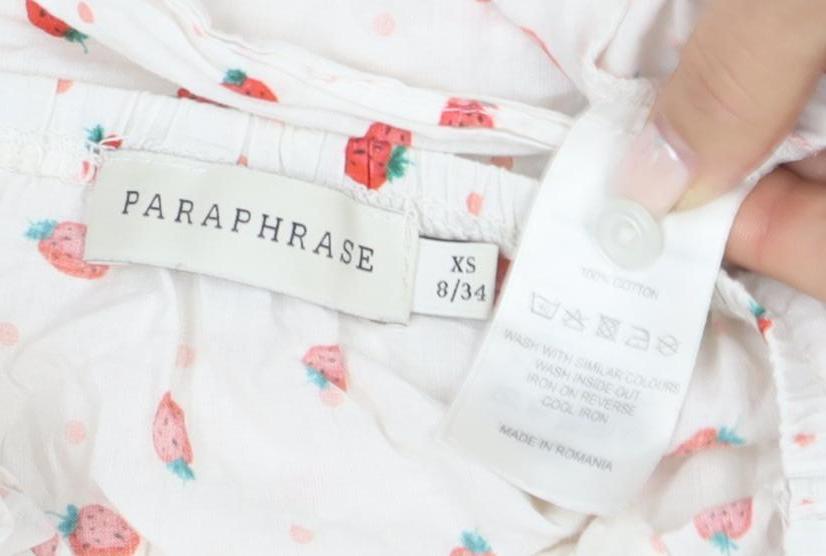 PARAPHRASE
XS
8/34
100% COTTON
WASH WITH SIMILAR COLOURS
WASH INSIDE OUT
IRON ON REVERSE
COOL IRON
MADE IN ROMANIA